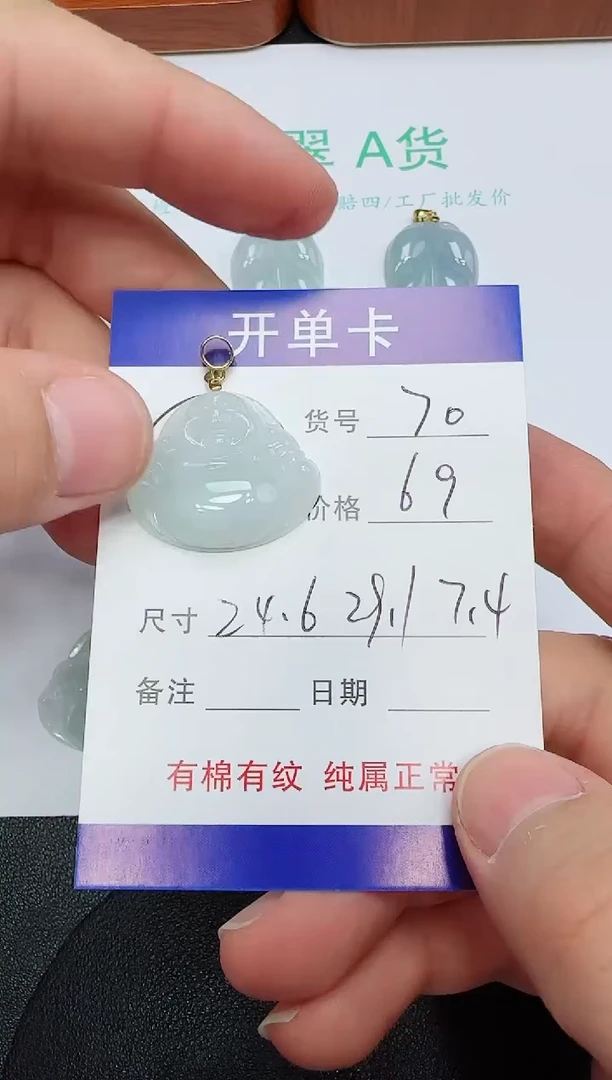 翠 A货
赔四/工厂批发价
开单卡
货号 70
价格 69
尺寸 24.6 29.1 7.4
备注
日期
有棉有纹 纯属正常